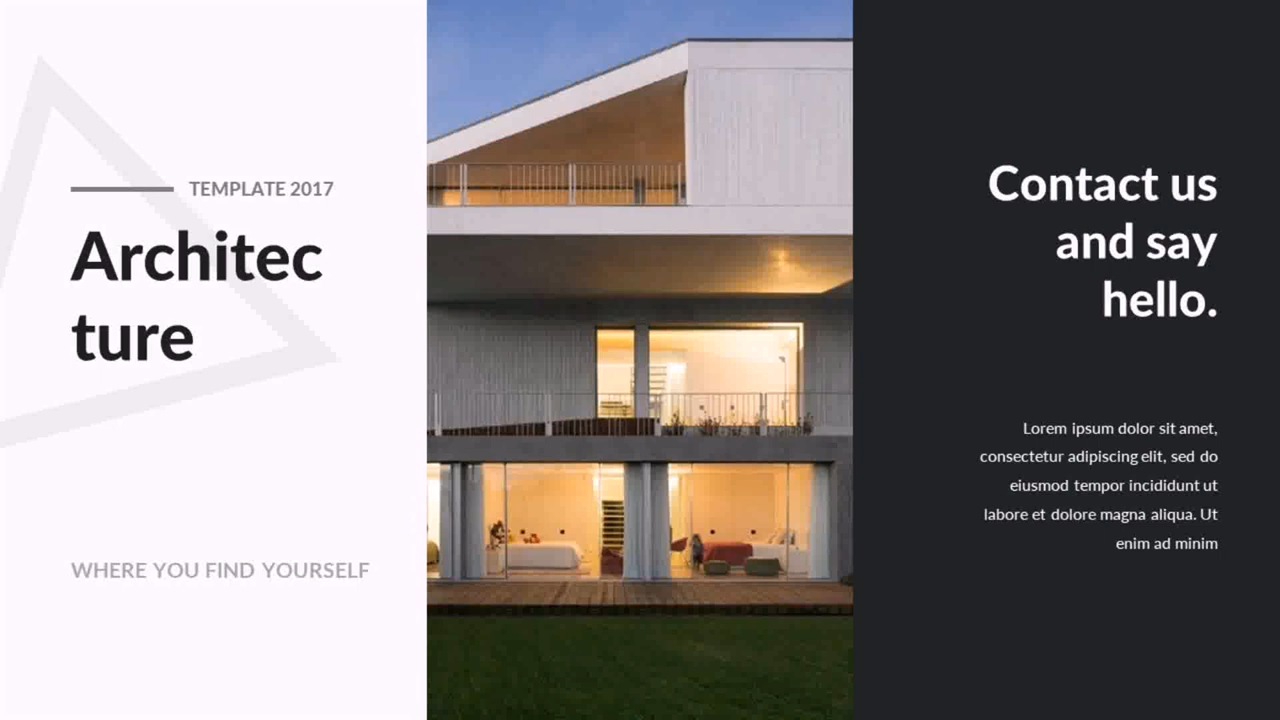 TEMPLATE 2017
Architec
ture
WHERE YOU FIND YOURSELF
Contact us
and say
hello.
Lorem ipsum dolor sit amet,
consectetur adipiscing elit, sed do
eiusmod tempor incididunt ut
labore et dolore magna aliqua. Ut
enim ad minim